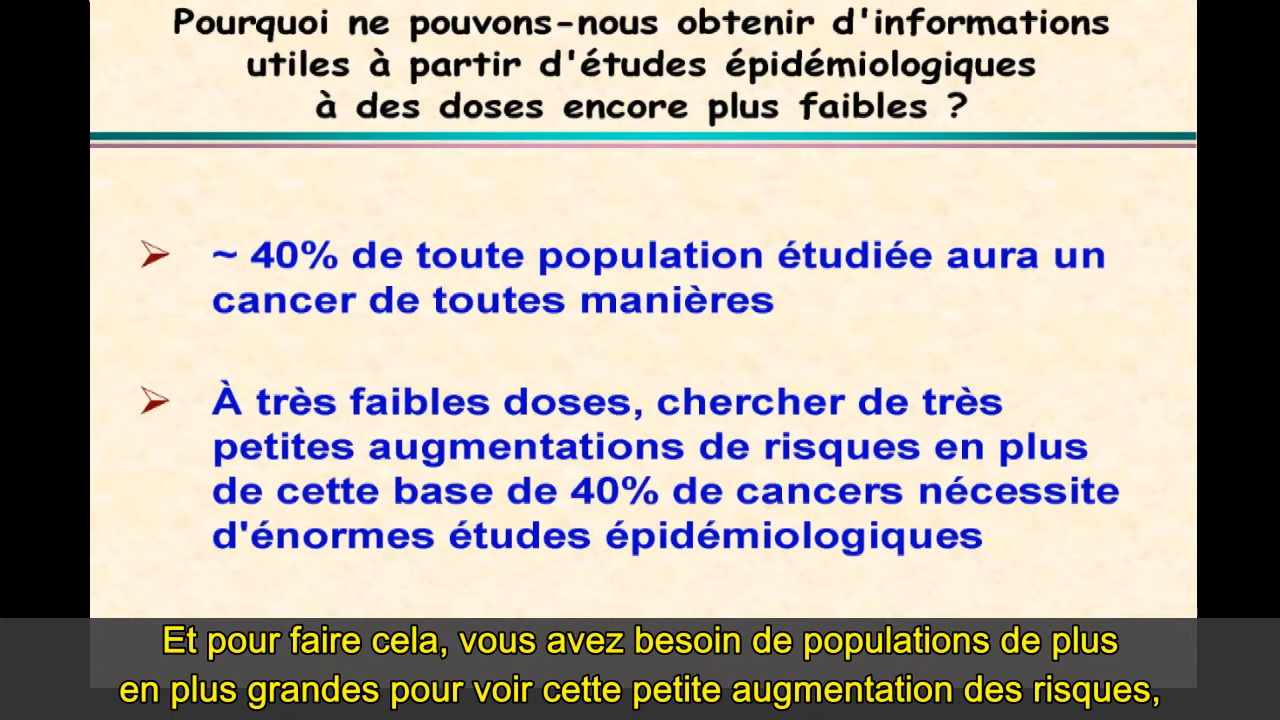 Pourquoi ne pouvons-nous obtenir d'informations
utiles à partir d'études épidémiologiques
à des doses encore plus faibles ?
~ 40% de toute population étudiée aura un
cancer de toutes manières
À très faibles doses, chercher de très
petites augmentations de risques en plus
de cette base de 40% de cancers nécessite
d'énormes études épidémiologiques
Et pour faire cela, vous avez besoin de populations de plus
en plus grandes pour voir cette petite augmentation des risques,